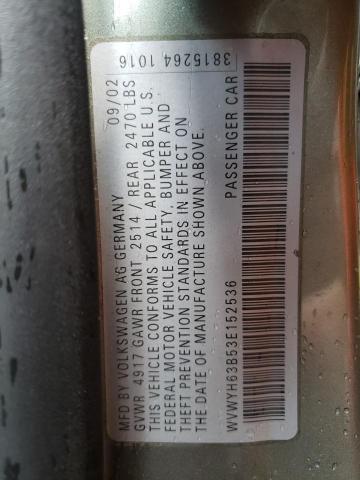 MFD BY VOLKSWAGEN AG GERMANY 09/02
GVWR 4917 GAWR FRONT 2514 / REAR 2470 LBS
THIS VEHICLE CONFORMS TO ALL APPLICABLE U.S.
FEDERAL MOTOR VEHICLE SAFETY, BUMPER AND
THEFT PREVENTION STANDARDS IN EFFECT ON
THE DATE OF MANUFACTURE SHOWN ABOVE.
WVWYH63B53E152536 PASSENGER CAR
3815264 1016